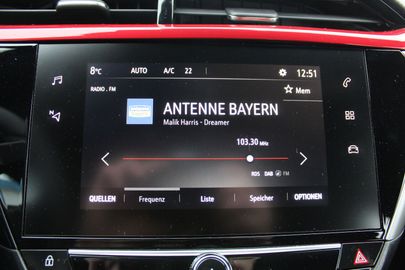 8°C AUTO A/C 22 12:51
RADIO . FM
Mem
ANTENNE BAYERN
Malik Harris - Dreamer
103.30 MHz
RDS DAB FM
QUELLEN Frequenz Liste Speicher OPTIONEN